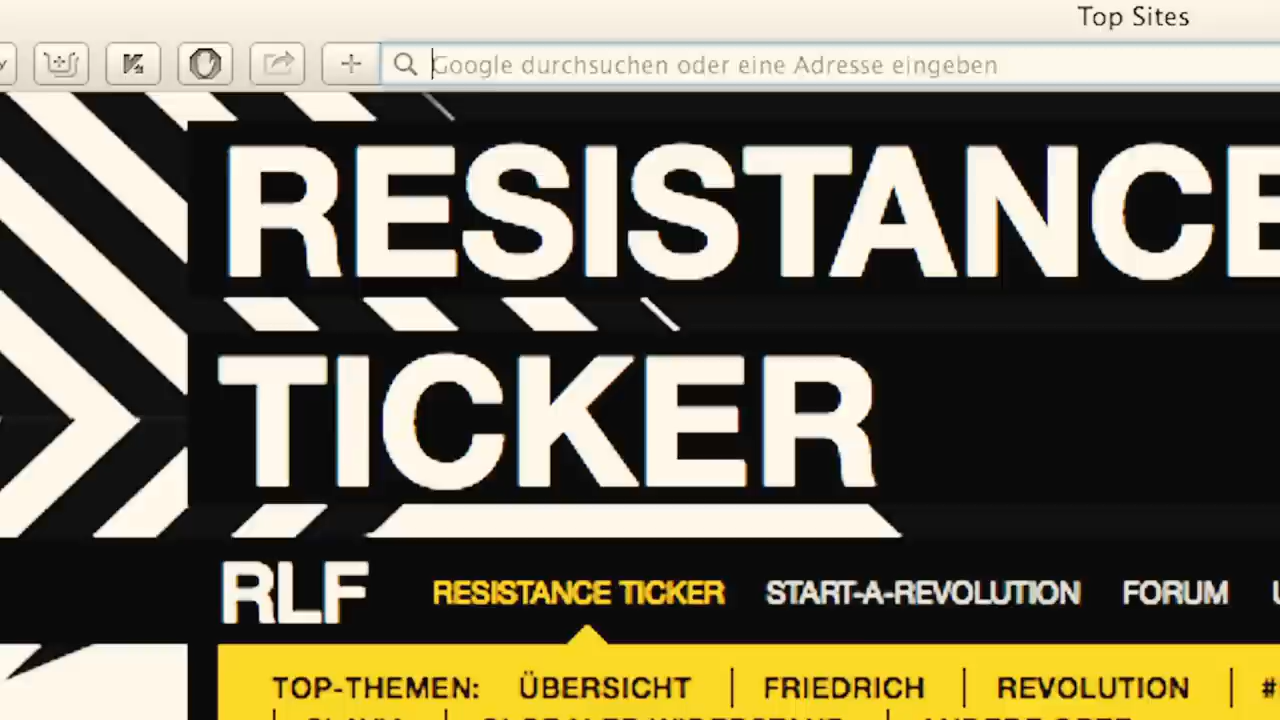 Top Sites
Google durchsuchen oder eine Adresse eingeben
RESISTANCE
TICKER
RLF RESISTANCE TICKER START-A-REVOLUTION FORUM
TOP-THEMEN: ÜBERSICHT | FRIEDRICH | REVOLUTION | #